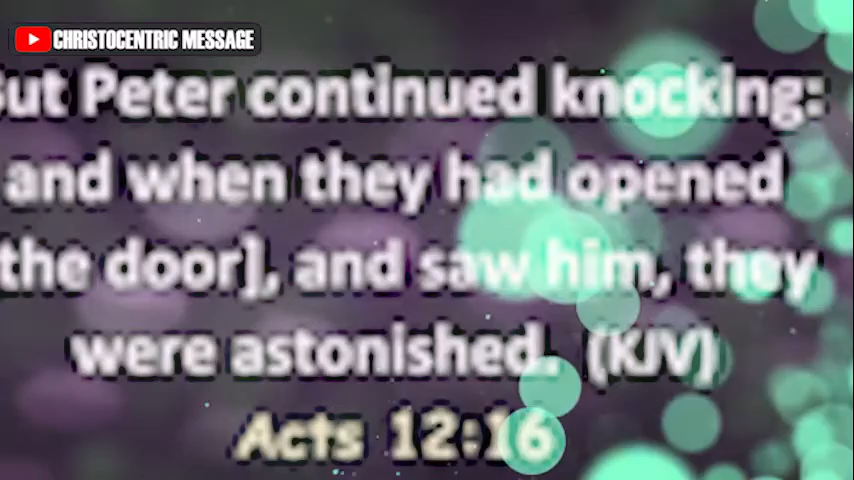 CHRISTOCENTRIC MESSAGE
But Peter continued knocking:
and when they had opened
the door], and saw him, they
were astonished. (KJV)
Acts 12:16